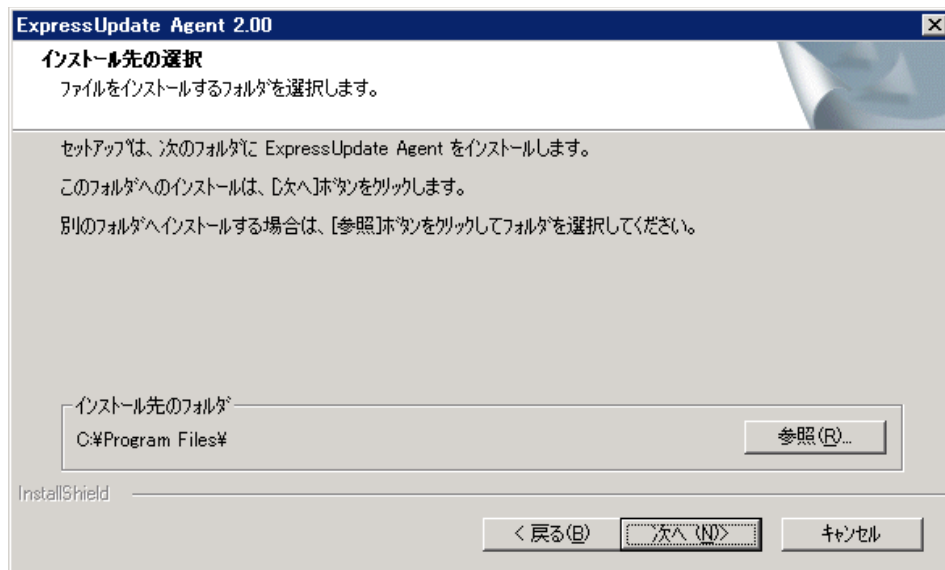 ExpressUpdate Agent 2.00
インストール先の選択
ファイルをインストールするフォルダを選択します。
セットアップは、次のフォルダに ExpressUpdate Agent をインストールします。
このフォルダへのインストールは、[次へ]ボタンをクリックします。
別のフォルダへインストールする場合は、[参照]ボタンをクリックしてフォルダを選択してください。
インストール先のフォルダ
C:¥Program Files¥
参照(R)...
InstallShield
< 戻る(B)
次へ (N)>
キャンセル